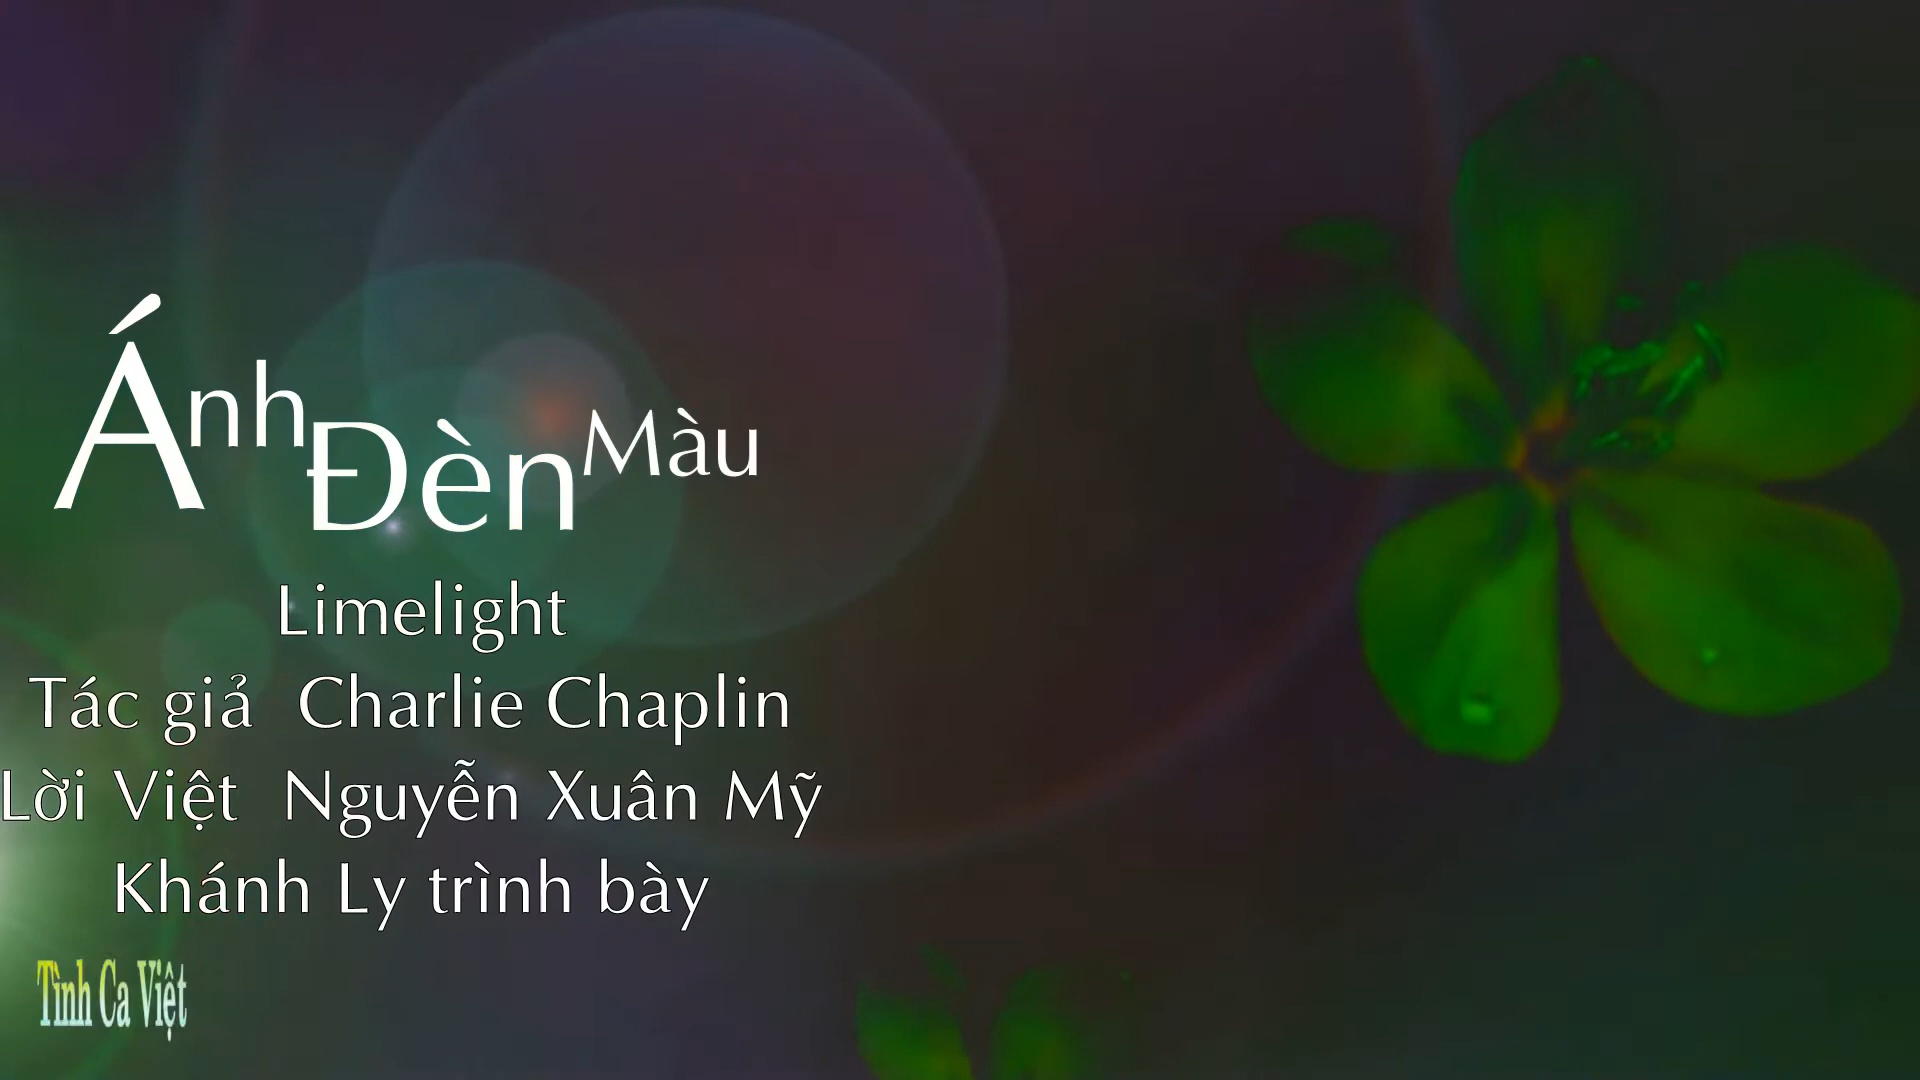 Ánh Đèn Màu
Limelight
Tác giả Charlie Chaplin
Lời Việt Nguyễn Xuân Mỹ
Khánh Ly trình bày
Tình Ca Việt